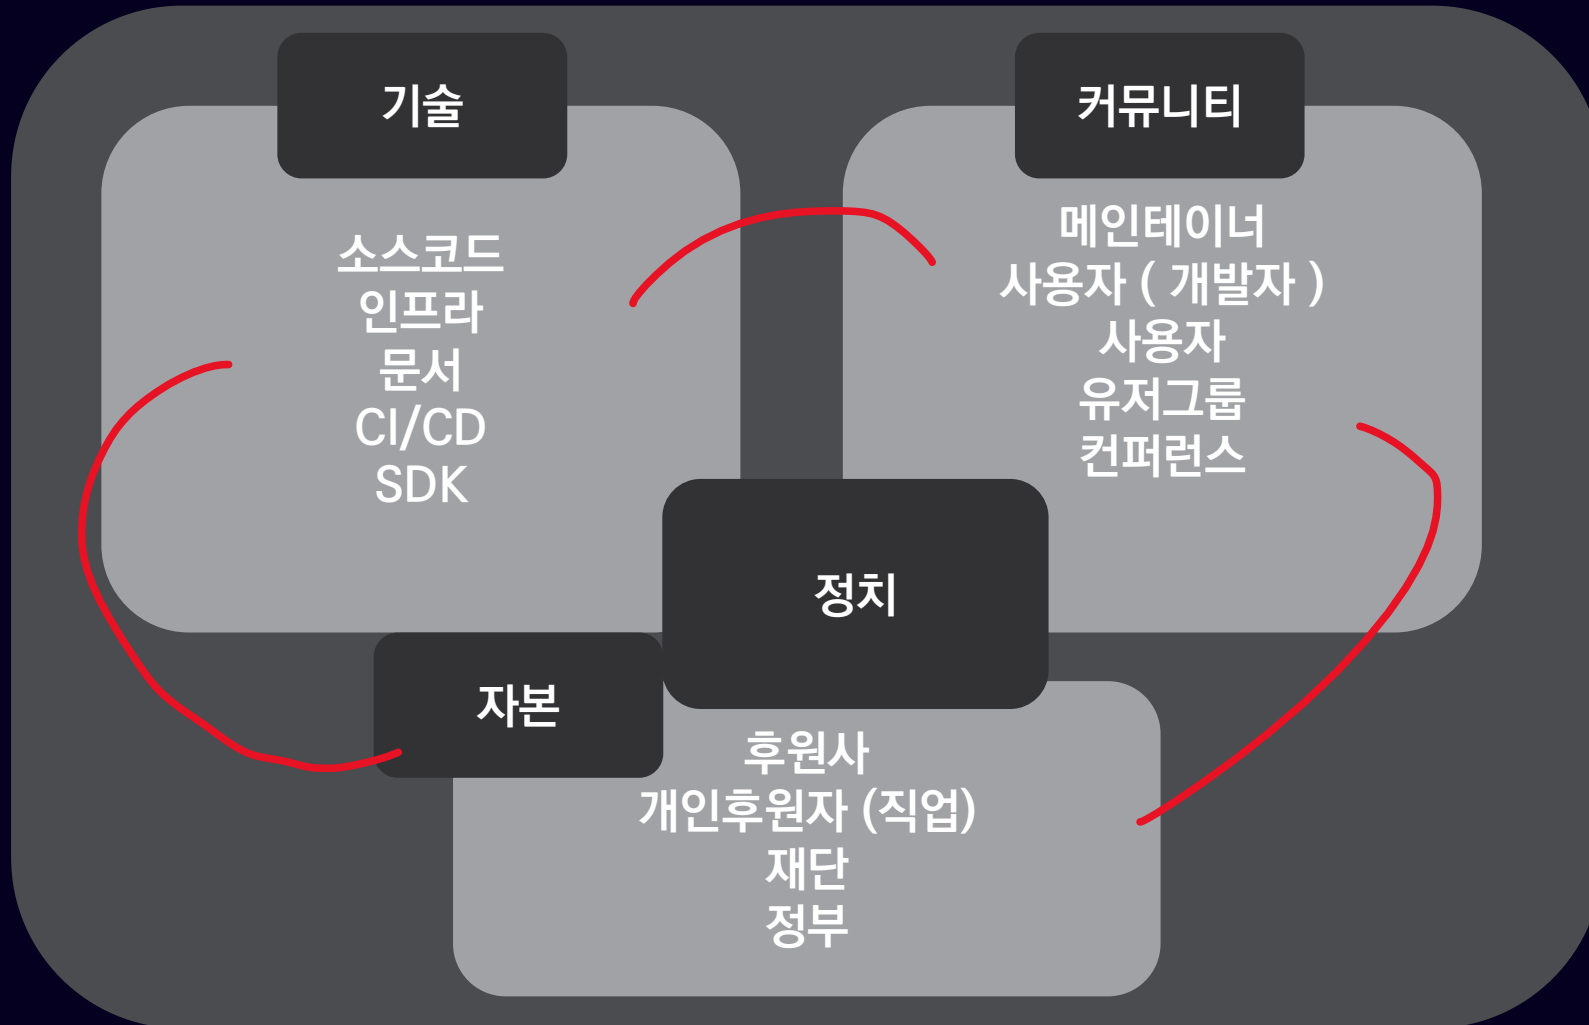 기술
소스코드
인프라
문서
CI/CD
SDK
커뮤니티
메인테이너
사용자 ( 개발자 )
사용자
유저그룹
컨퍼런스
정치
자본
후원사
개인후원자 (직업)
재단
정부